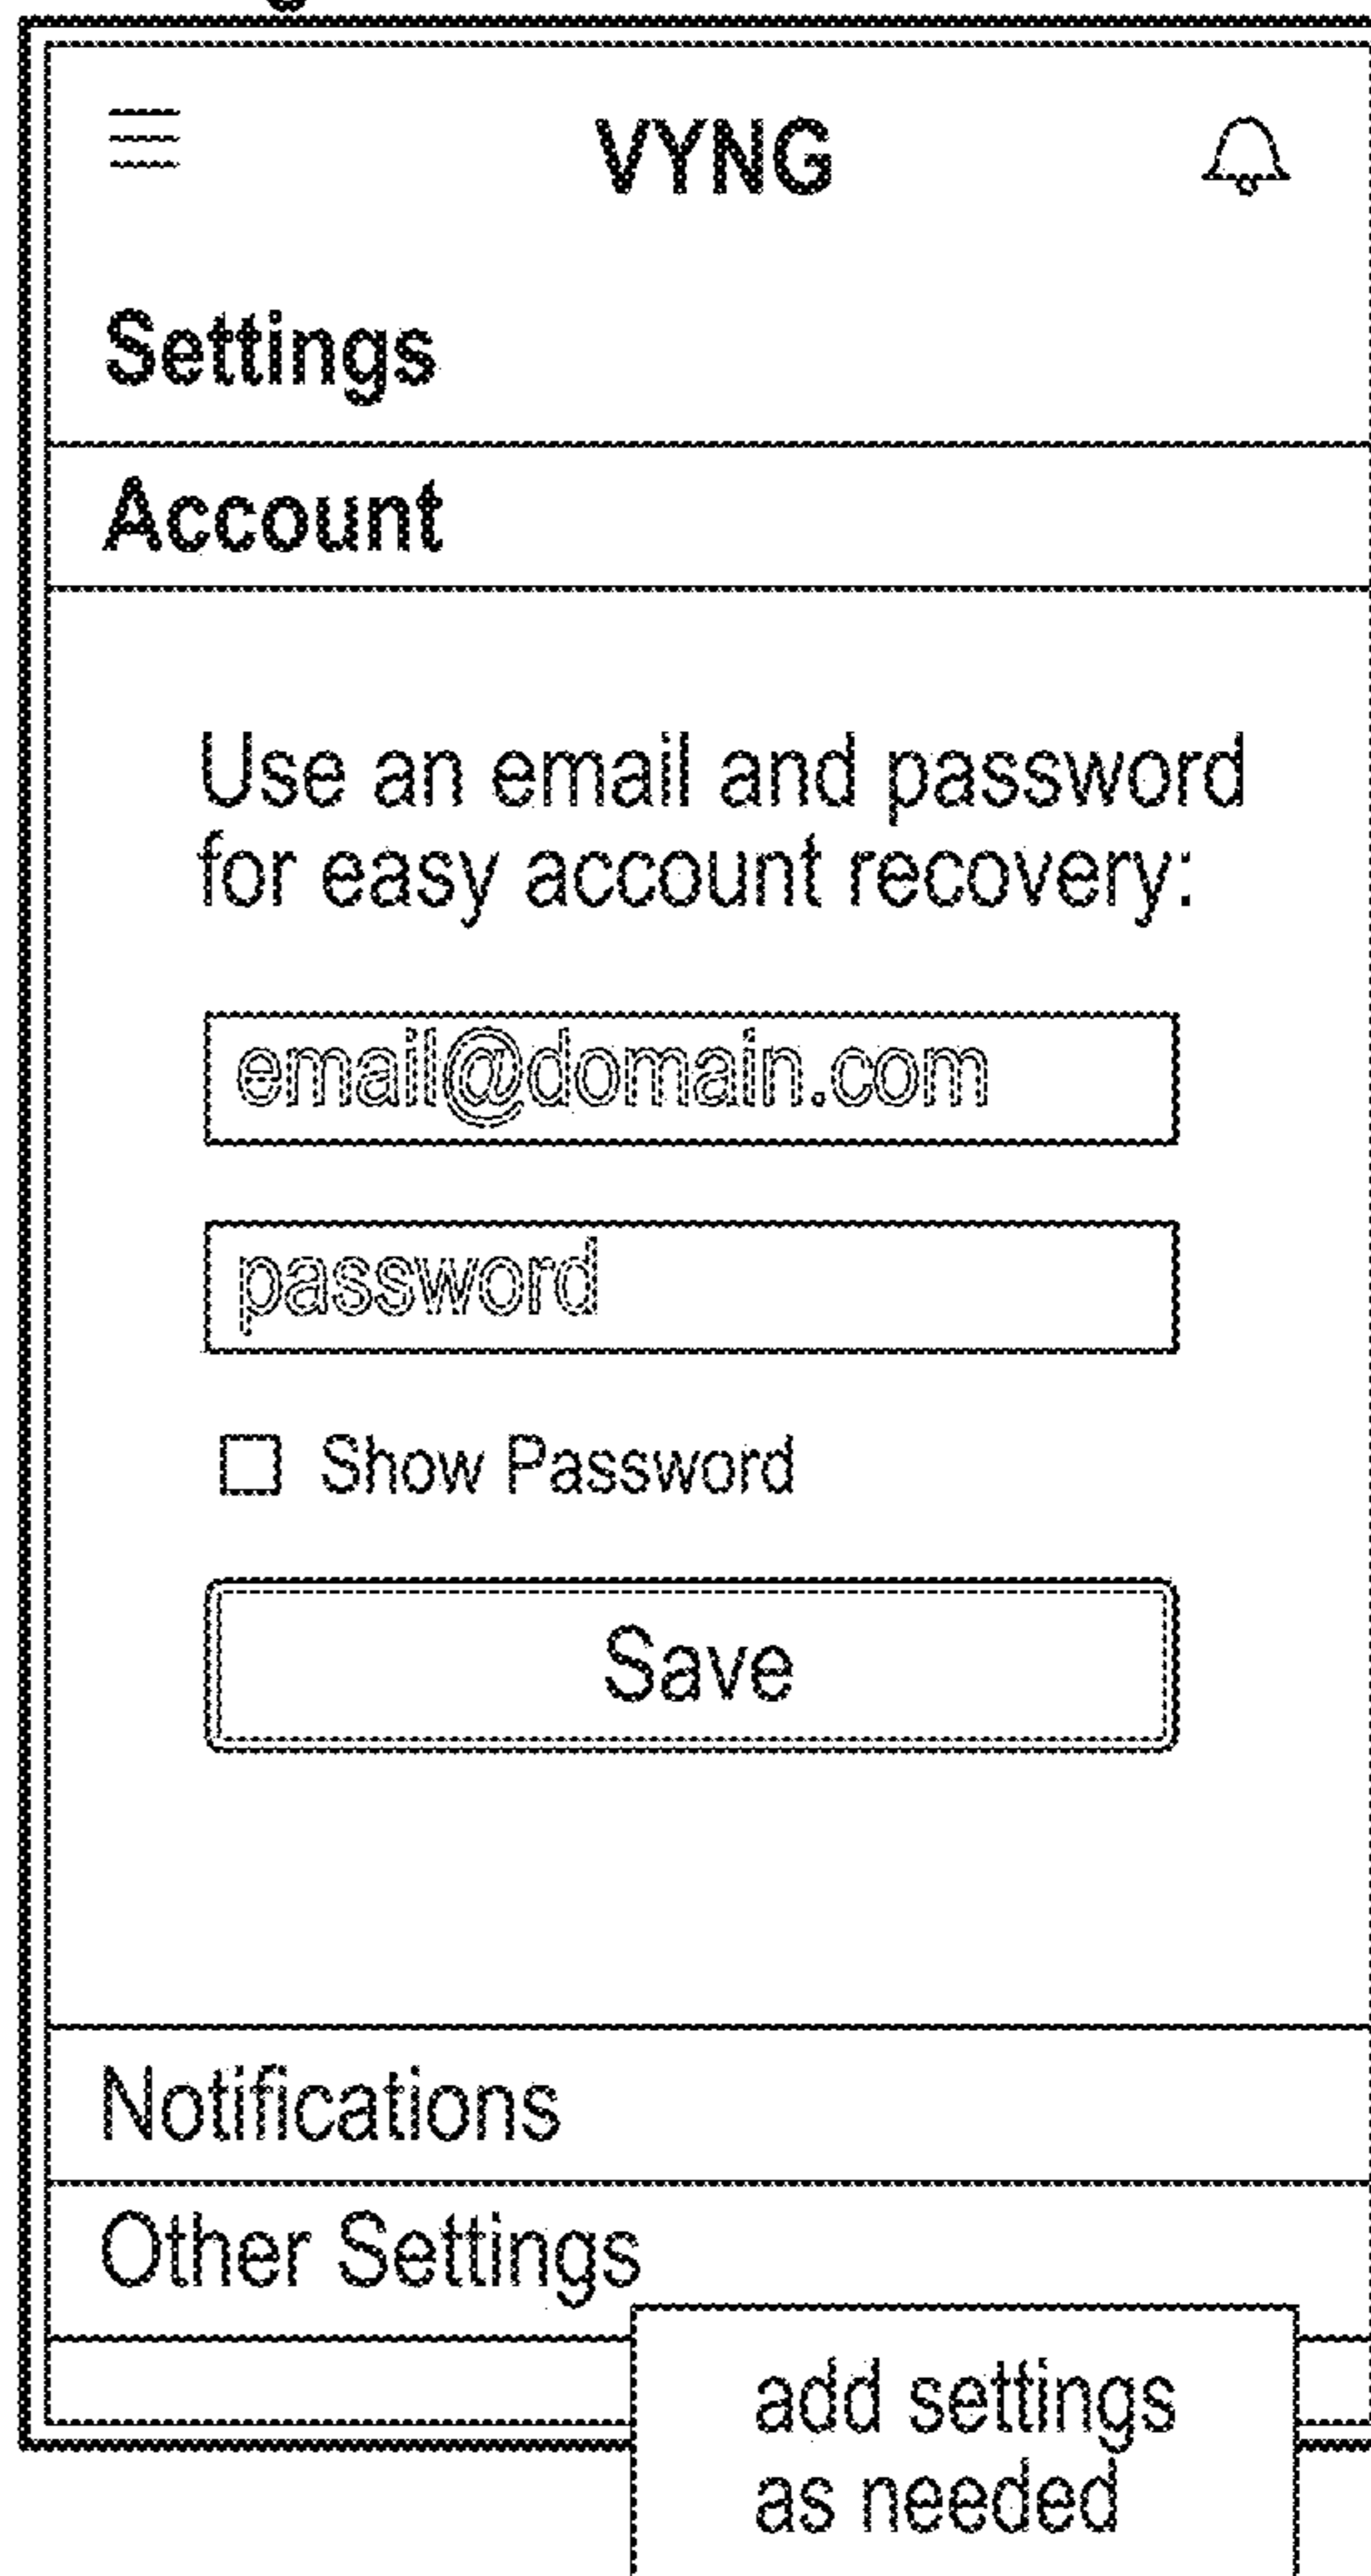 VYNG
Settings
Account
Use an email and password
for easy account recovery:
email@domain.com
password
Show Password
Save
Notifications
Other Settings
add settings
as needed